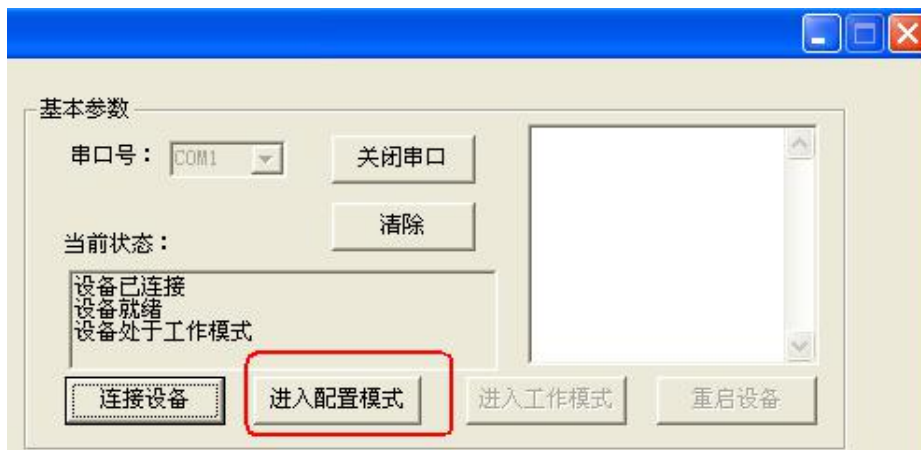 基本参数
串口号： COM1 关闭串口
清除
当前状态：
设备已连接
设备就绪
设备处于工作模式
连接设备 进入配置模式 进入工作模式 重启设备